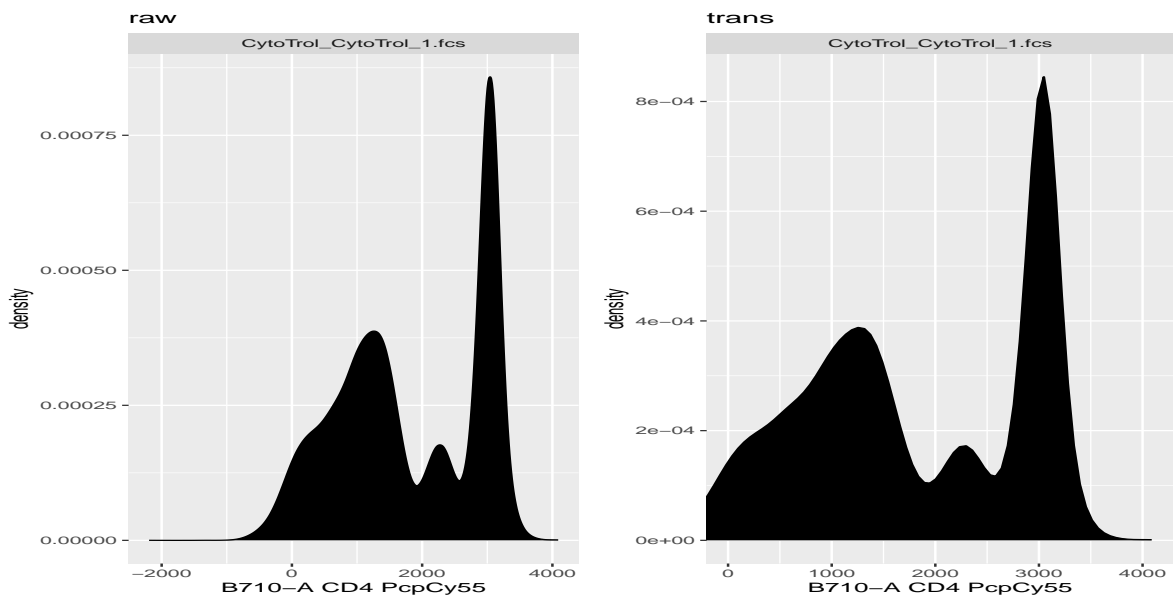 raw
CytoTrol_CytoTrol_1.fcs
0.00075
0.00050
0.00025
0.00000
density
−2000 0 2000 4000
B710−A CD4 PcpCy55
trans
CytoTrol_CytoTrol_1.fcs
8e−04
6e−04
4e−04
2e−04
0e+00
density
0 1000 2000 3000 4000
B710−A CD4 PcpCy55